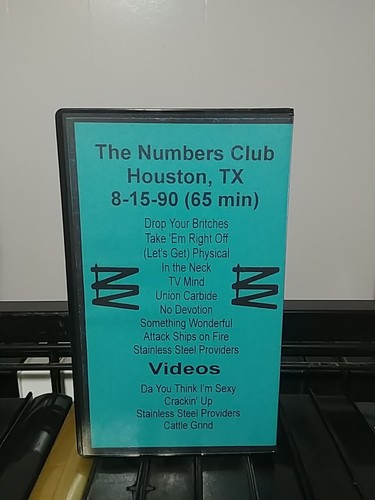 The Numbers Club
Houston, TX
8-15-90 (65 min)
Drop Your Britches
Take 'Em Right Off
(Let's Get) Physical
In the Neck
TV Mind
Union Carbide
No Devotion
Something Wonderful
Attack Ships on Fire
Stainless Steel Providers
Videos
Da You Think I'm Sexy
Crackin' Up
Stainless Steel Providers
Cattle Grind